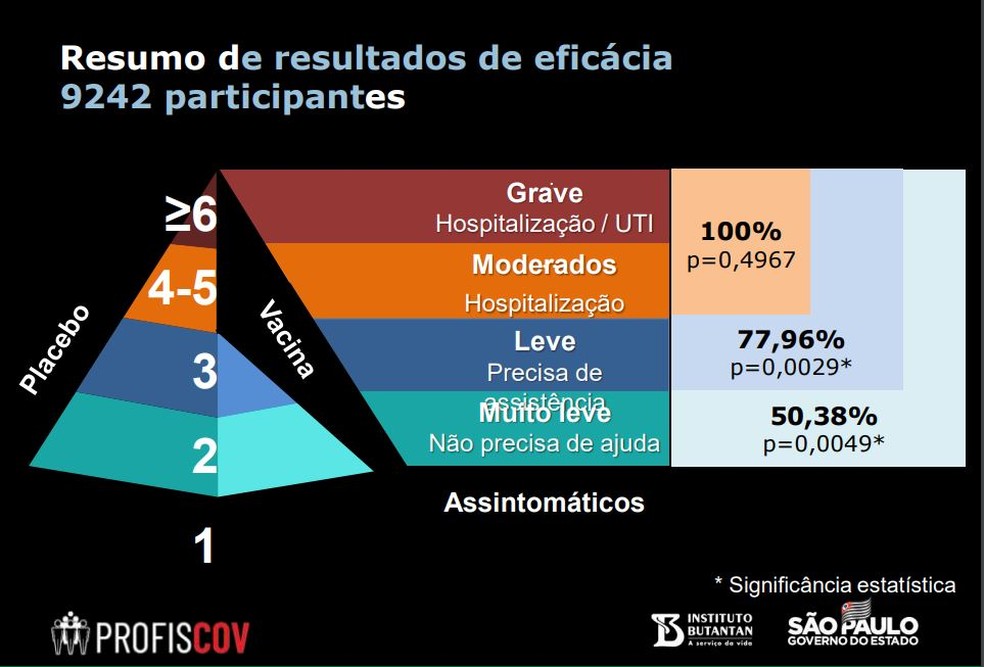 Resumo de resultados de eficácia
9242 participantes
Placebo
Vacina
≥6
Grave
Hospitalização / UTI
100%
p=0,4967
4-5
Moderados
Hospitalização
3
Leve
Precisa de
assistência
77,96%
p=0,0029*
2
Muito leve
Não precisa de ajuda
50,38%
p=0,0049*
1
Assintomáticos
* Significância estatística
PROFISCOV
INSTITUTO
BUTANTAN
A serviço da vida
SÃO PAULO
GOVERNO DO ESTADO